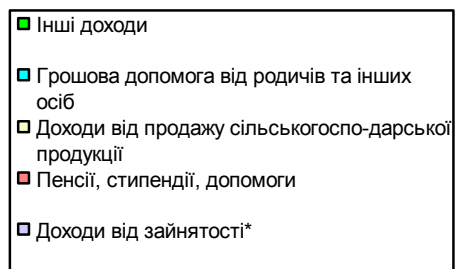 Інші доходи
Грошова допомога від родичів та інших
осіб
Доходи від продажу сільськогоспо-дарської
продукції
Пенсії, стипендії, допомоги
Доходи від зайнятості*